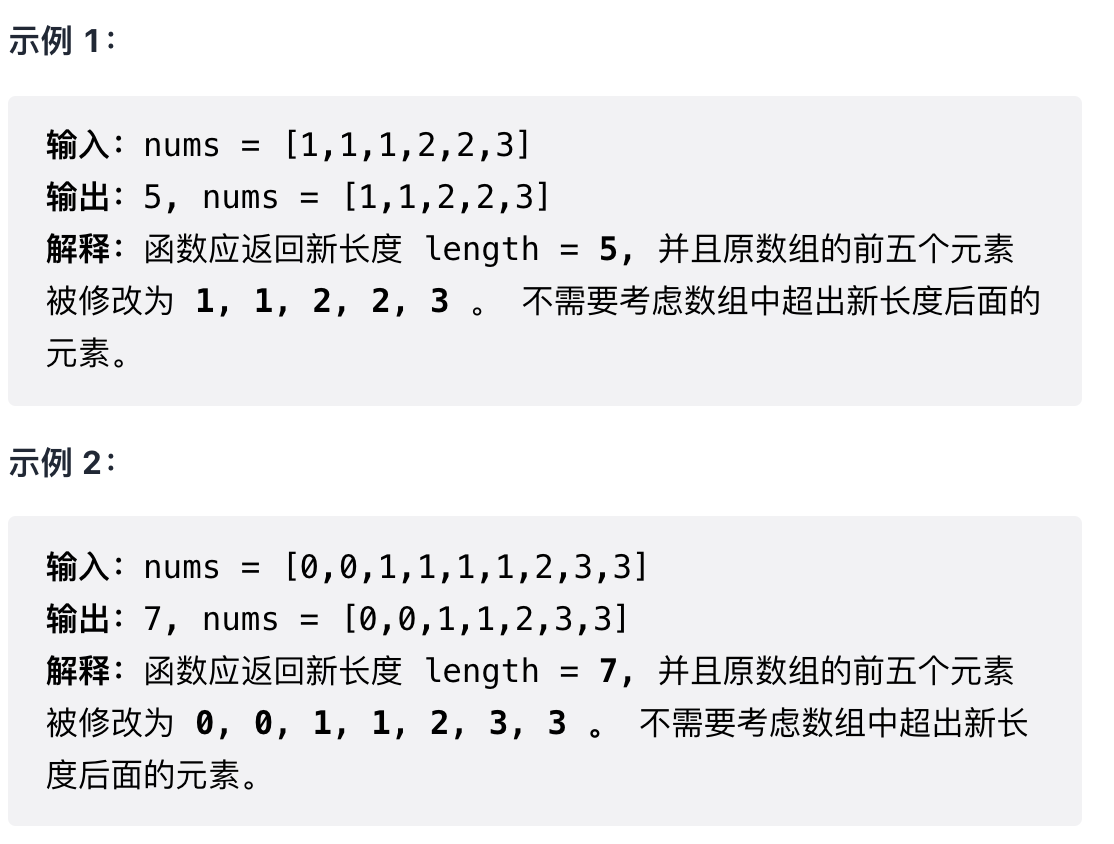 示例 1：
输入：nums = [1,1,1,2,2,3]
输出：5, nums = [1,1,2,2,3]
解释：函数应返回新长度 length = 5, 并且原数组的前五个元素
被修改为 1, 1, 2, 2, 3 。 不需要考虑数组中超出新长度后面的
元素。
示例 2：
输入：nums = [0,0,1,1,1,1,2,3,3]
输出：7, nums = [0,0,1,1,2,3,3]
解释：函数应返回新长度 length = 7, 并且原数组的前五个元素
被修改为 0, 0, 1, 1, 2, 3, 3 。 不需要考虑数组中超出新长
度后面的元素。